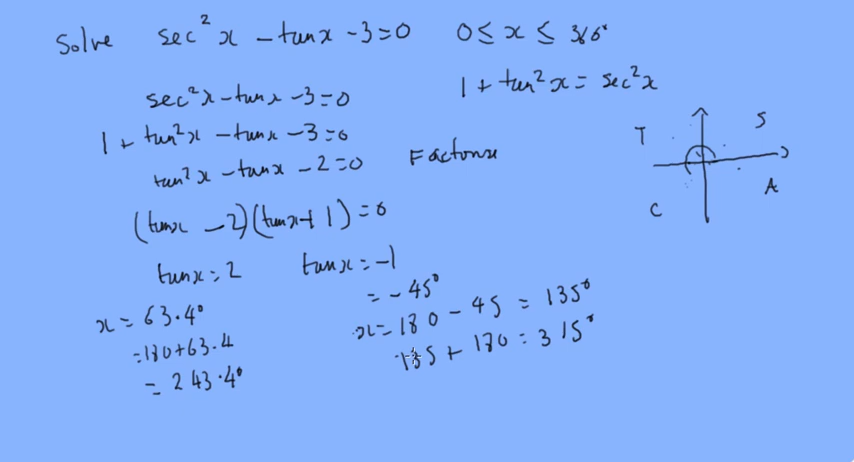 Solve sec²x - tanx - 3 = 0 0 ≤ x ≤ 360°
sec²x - tanx - 3 = 0 1 + tan²x = sec²x
1 + tan²x - tanx - 3 = 0
tan²x - tanx - 2 = 0 Factorise
(tanx - 2)(tanx + 1) = 0
tanx = 2 tanx = -1
x = 63.4° = -45°
= 180 + 63.4 x = 180 - 45 = 135°
= 243.4° 135 + 180 = 315°
T S
C A